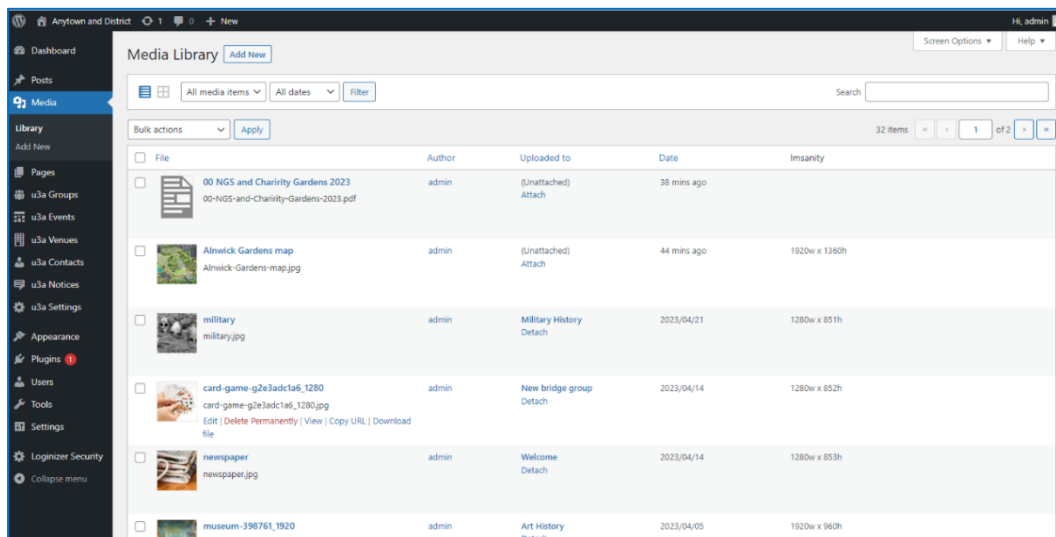 Anytown and District 1 0 + New Hi, admin
Dashboard
Posts
Media
Library
Add New
Pages
u3a Groups
u3a Events
u3a Venues
u3a Contacts
u3a Notices
u3a Settings
Appearance
Plugins 1
Users
Tools
Settings
Loginizer Security
Collapse menu
Screen Options ▼ Help ▼
Media Library Add New
All media items All dates Filter Search
Bulk actions Apply 32 items « ‹ 1 of 2 › »
File Author Uploaded to Date Imsanity
00 NGS and Charirity Gardens 2023 admin (Unattached) 38 mins ago
00-NGS-and-Charirity-Gardens-2023.pdf Attach
Alnwick Gardens map admin (Unattached) 44 mins ago 1920w x 1360h
Alnwick-Gardens-map.jpg Attach
military admin Military History 2023/04/21 1280w x 851h
military.jpg Detach
card-game-g2e3adc1a6_1280 admin New bridge group 2023/04/14 1280w x 852h
card-game-g2e3adc1a6_1280.jpg Detach
Edit | Delete Permanently | View | Copy URL | Download
file
newspaper admin Welcome 2023/04/14 1280w x 853h
newspaper.jpg Detach
museum-398761_1920 admin Art History 2023/04/05 1920w x 960h
Detach